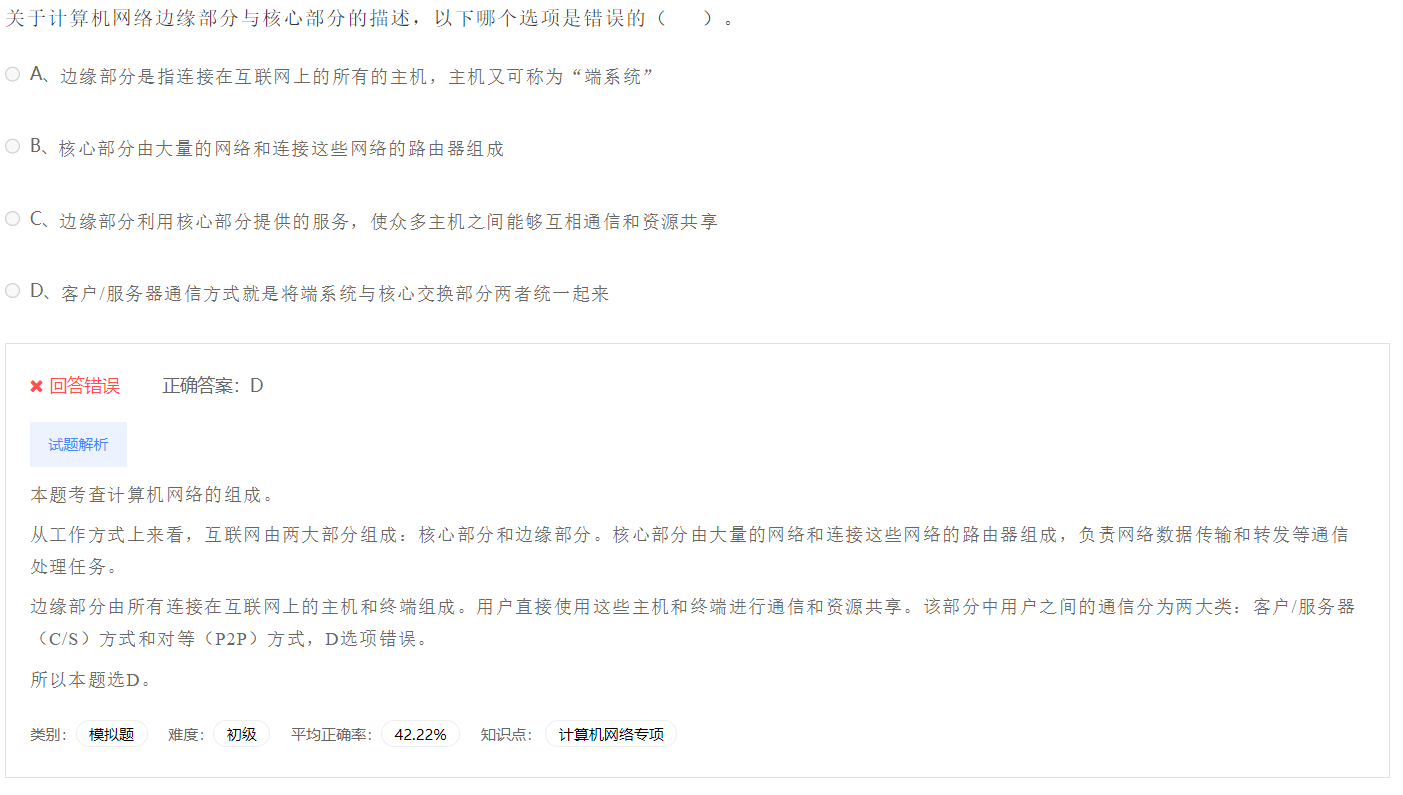 关于计算机网络边缘部分与核心部分的描述，以下哪个选项是错误的（　　）。
A、边缘部分是指连接在互联网上的所有的主机，主机又可称为“端系统”
B、核心部分由大量的网络和连接这些网络的路由器组成
C、边缘部分利用核心部分提供的服务，使众多主机之间能够互相通信和资源共享
D、客户/服务器通信方式就是将端系统与核心交换部分两者统一起来
回答错误 正确答案：D
试题解析
本题考查计算机网络的组成。
从工作方式上来看，互联网由两大部分组成：核心部分和边缘部分。核心部分由大量的网络和连接这些网络的路由器组成，负责网络数据传输和转发等通信
处理任务。
边缘部分由所有连接在互联网上的主机和终端组成。用户直接使用这些主机和终端进行通信和资源共享。该部分中用户之间的通信分为两大类：客户/服务器
（C/S）方式和对等（P2P）方式，D选项错误。
所以本题选D。
类别： 模拟题 难度： 初级 平均正确率： 42.22% 知识点： 计算机网络专项